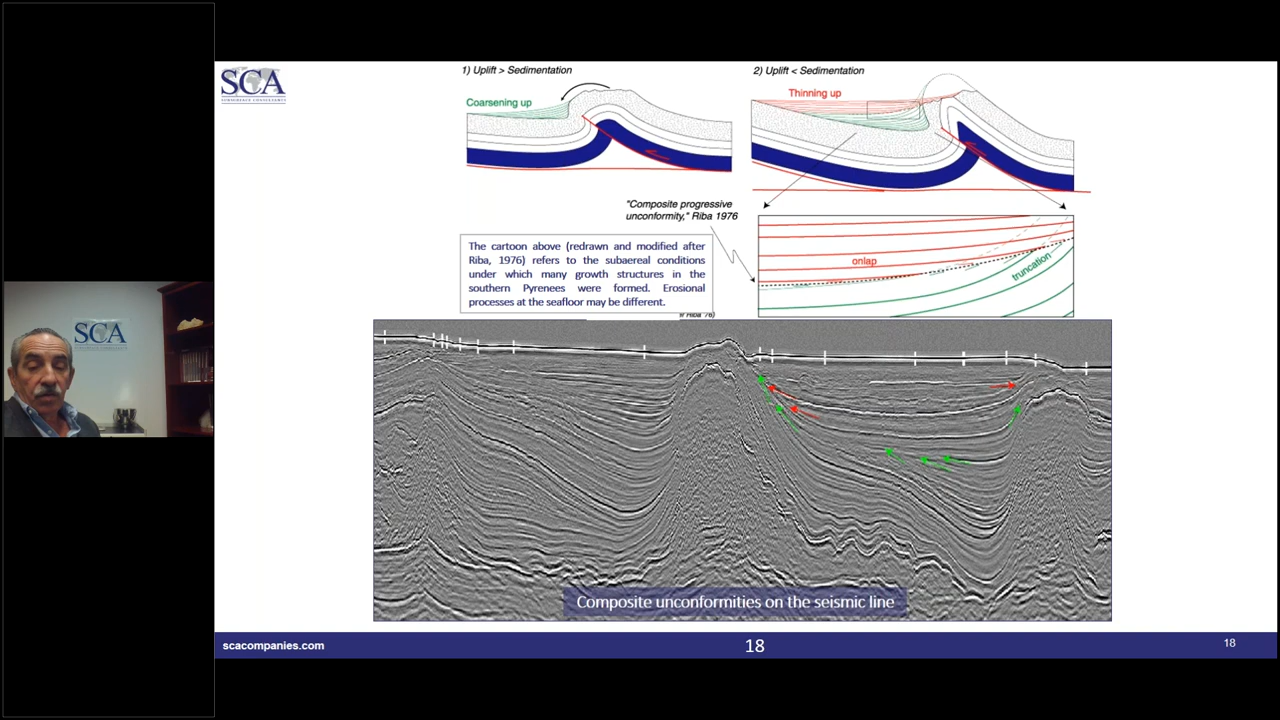 SCA
1) Uplift > Sedimentation
2) Uplift < Sedimentation
Coarsening up
Thinning up
"Composite progressive
unconformity," Riba 1976
The cartoon above (redrawn and modified after
Riba, 1976) refers to the subaereal conditions
under which many growth structures in the
southern Pyrenees were formed. Erosional
processes at the seafloor may be different.
onlap
truncation
Riba '76)
SCA
Composite unconformities on the seismic line
scacompanies.com
18
18